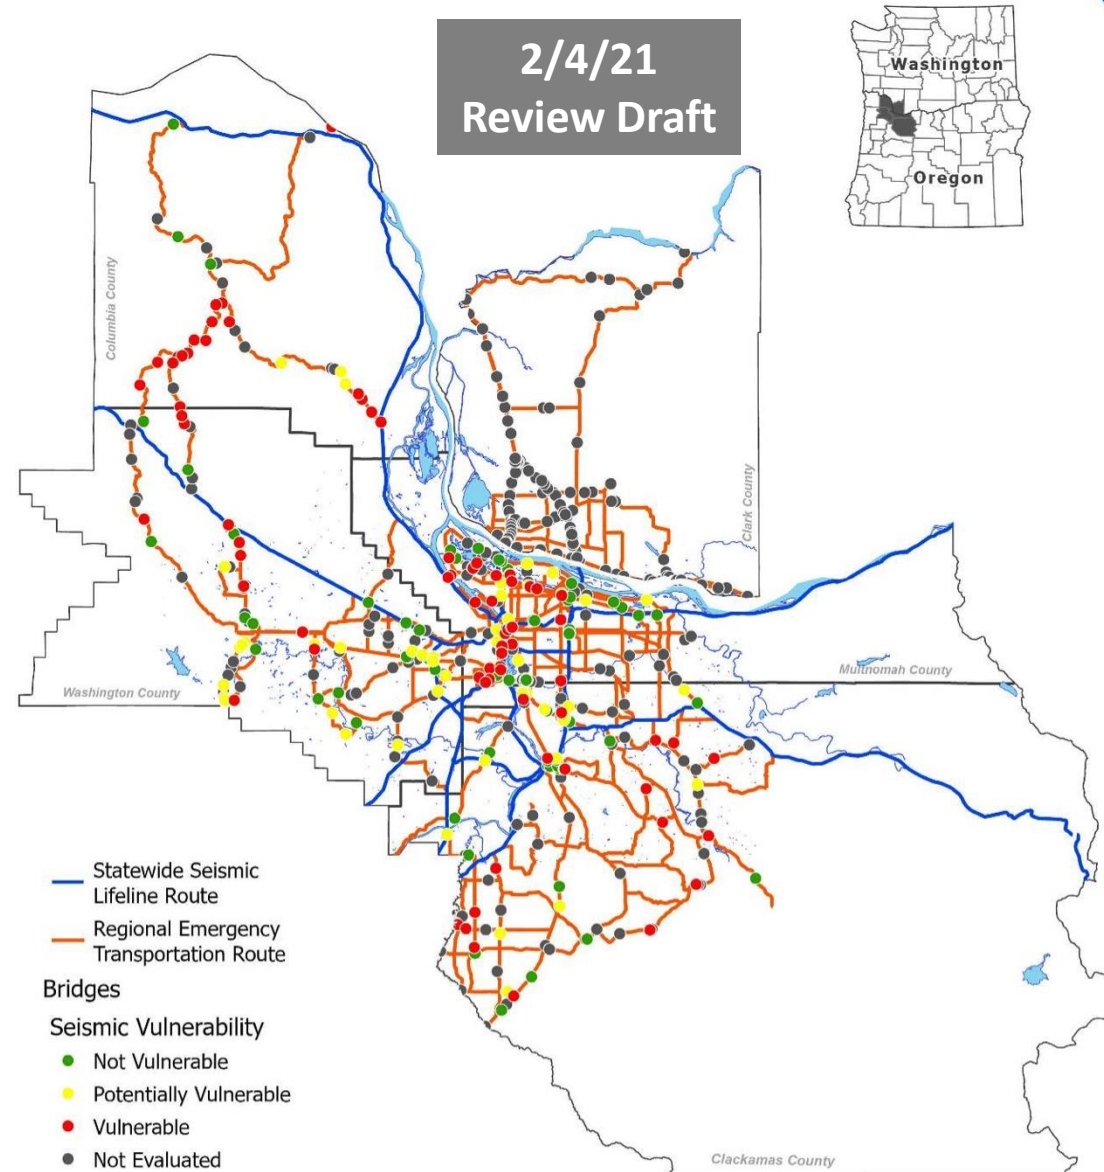 2/4/21
Review Draft
Washington
Oregon
Columbia County
Clark County
Multnomah County
Washington County
Statewide Seismic
Lifeline Route
Regional Emergency
Transportation Route
Bridges
Seismic Vulnerability
Not Vulnerable
Potentially Vulnerable
Vulnerable
Not Evaluated
Clackamas County